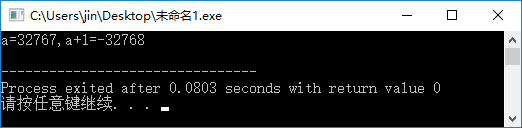 C:\Users\jin\Desktop\未命名1.exe
a=32767,a+1=-32768
--------------------------------
Process exited after 0.0803 seconds with return value 0
请按任意键继续. . .